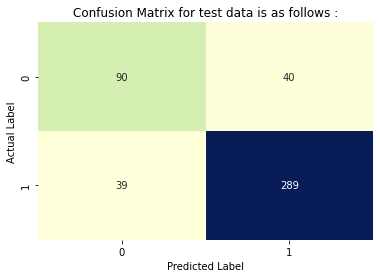 Confusion Matrix for test data is as follows :
Actual Label
0
90
40
1
39
289
0
1
Predicted Label